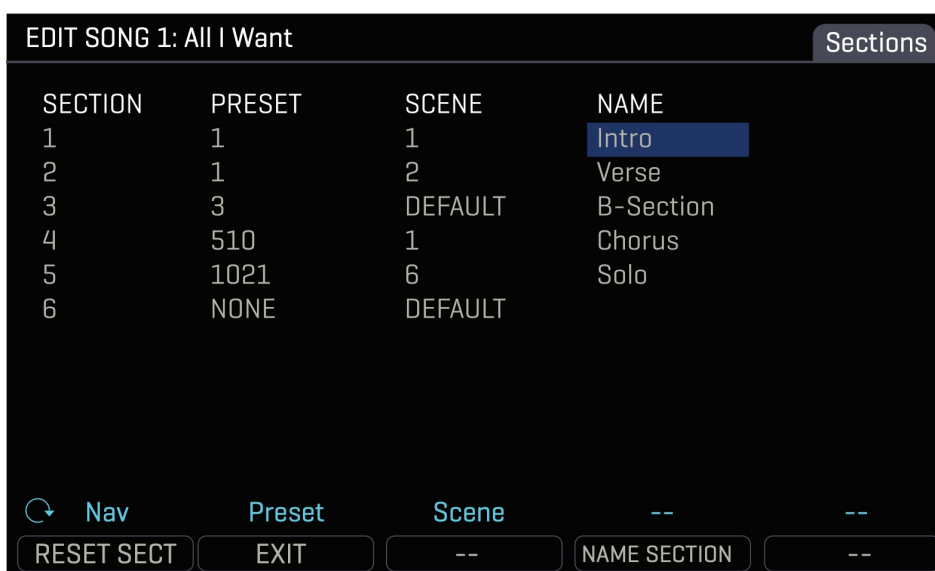 EDIT SONG 1: All I Want Sections
SECTION PRESET SCENE NAME
1 1 1 Intro
2 1 2 Verse
3 3 DEFAULT B-Section
4 510 1 Chorus
5 1021 6 Solo
6 NONE DEFAULT
Nav Preset Scene -- --
RESET SECT EXIT -- NAME SECTION --